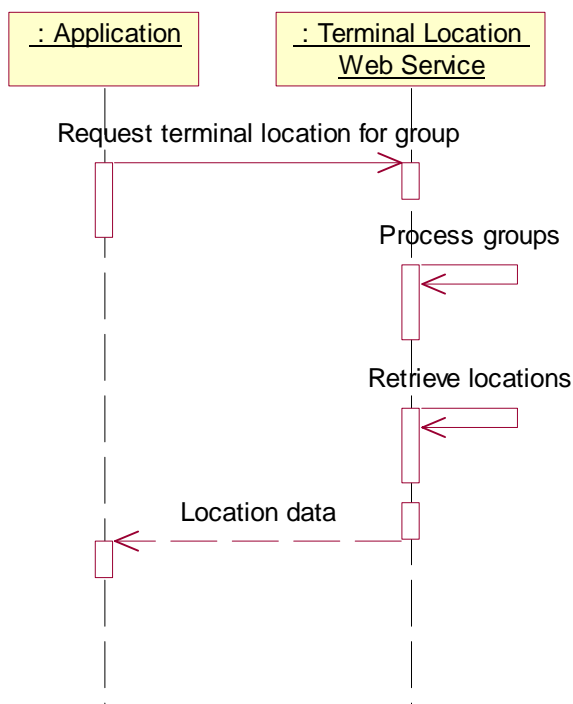 : Application
: Terminal Location
Web Service
Request terminal location for group
Process groups
Retrieve locations
Location data